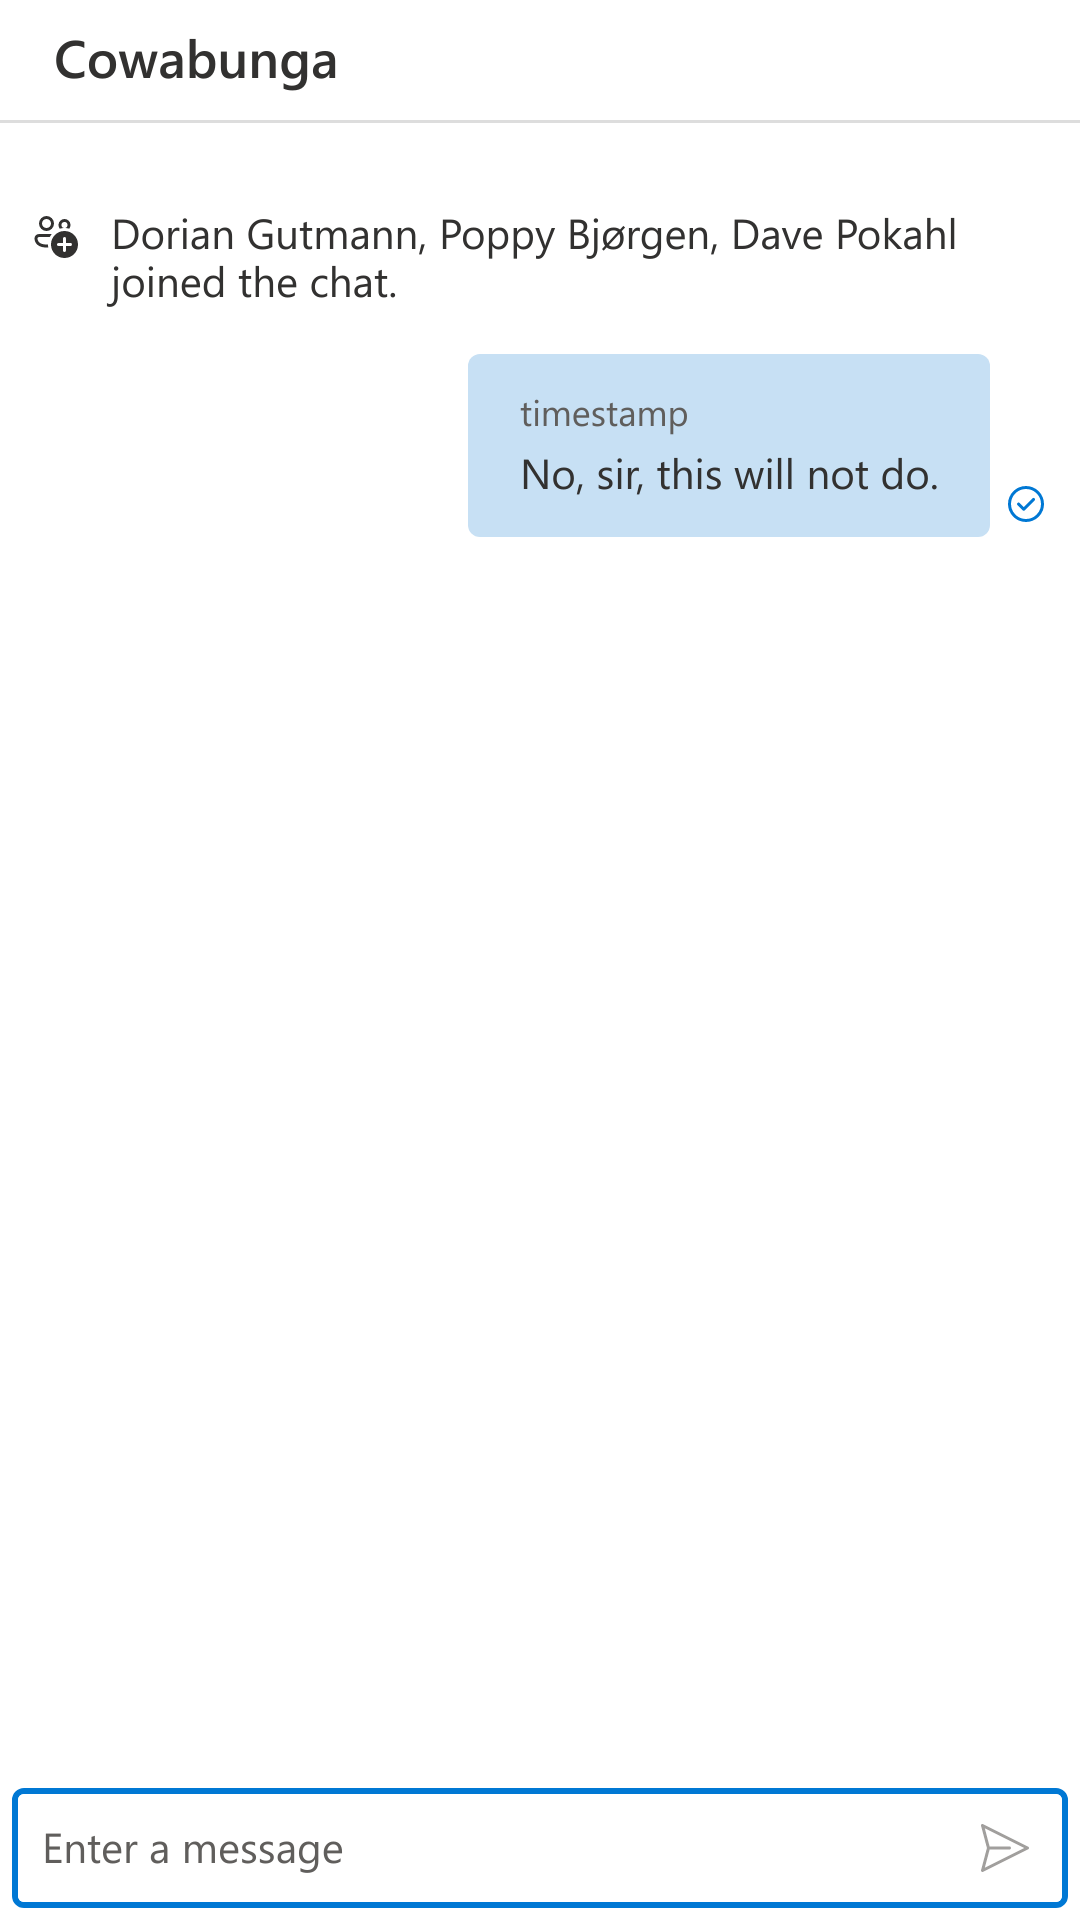 Cowabunga
Dorian Gutmann, Poppy Bjørgen, Dave Pokahl
joined the chat.
timestamp
No, sir, this will not do.
Enter a message